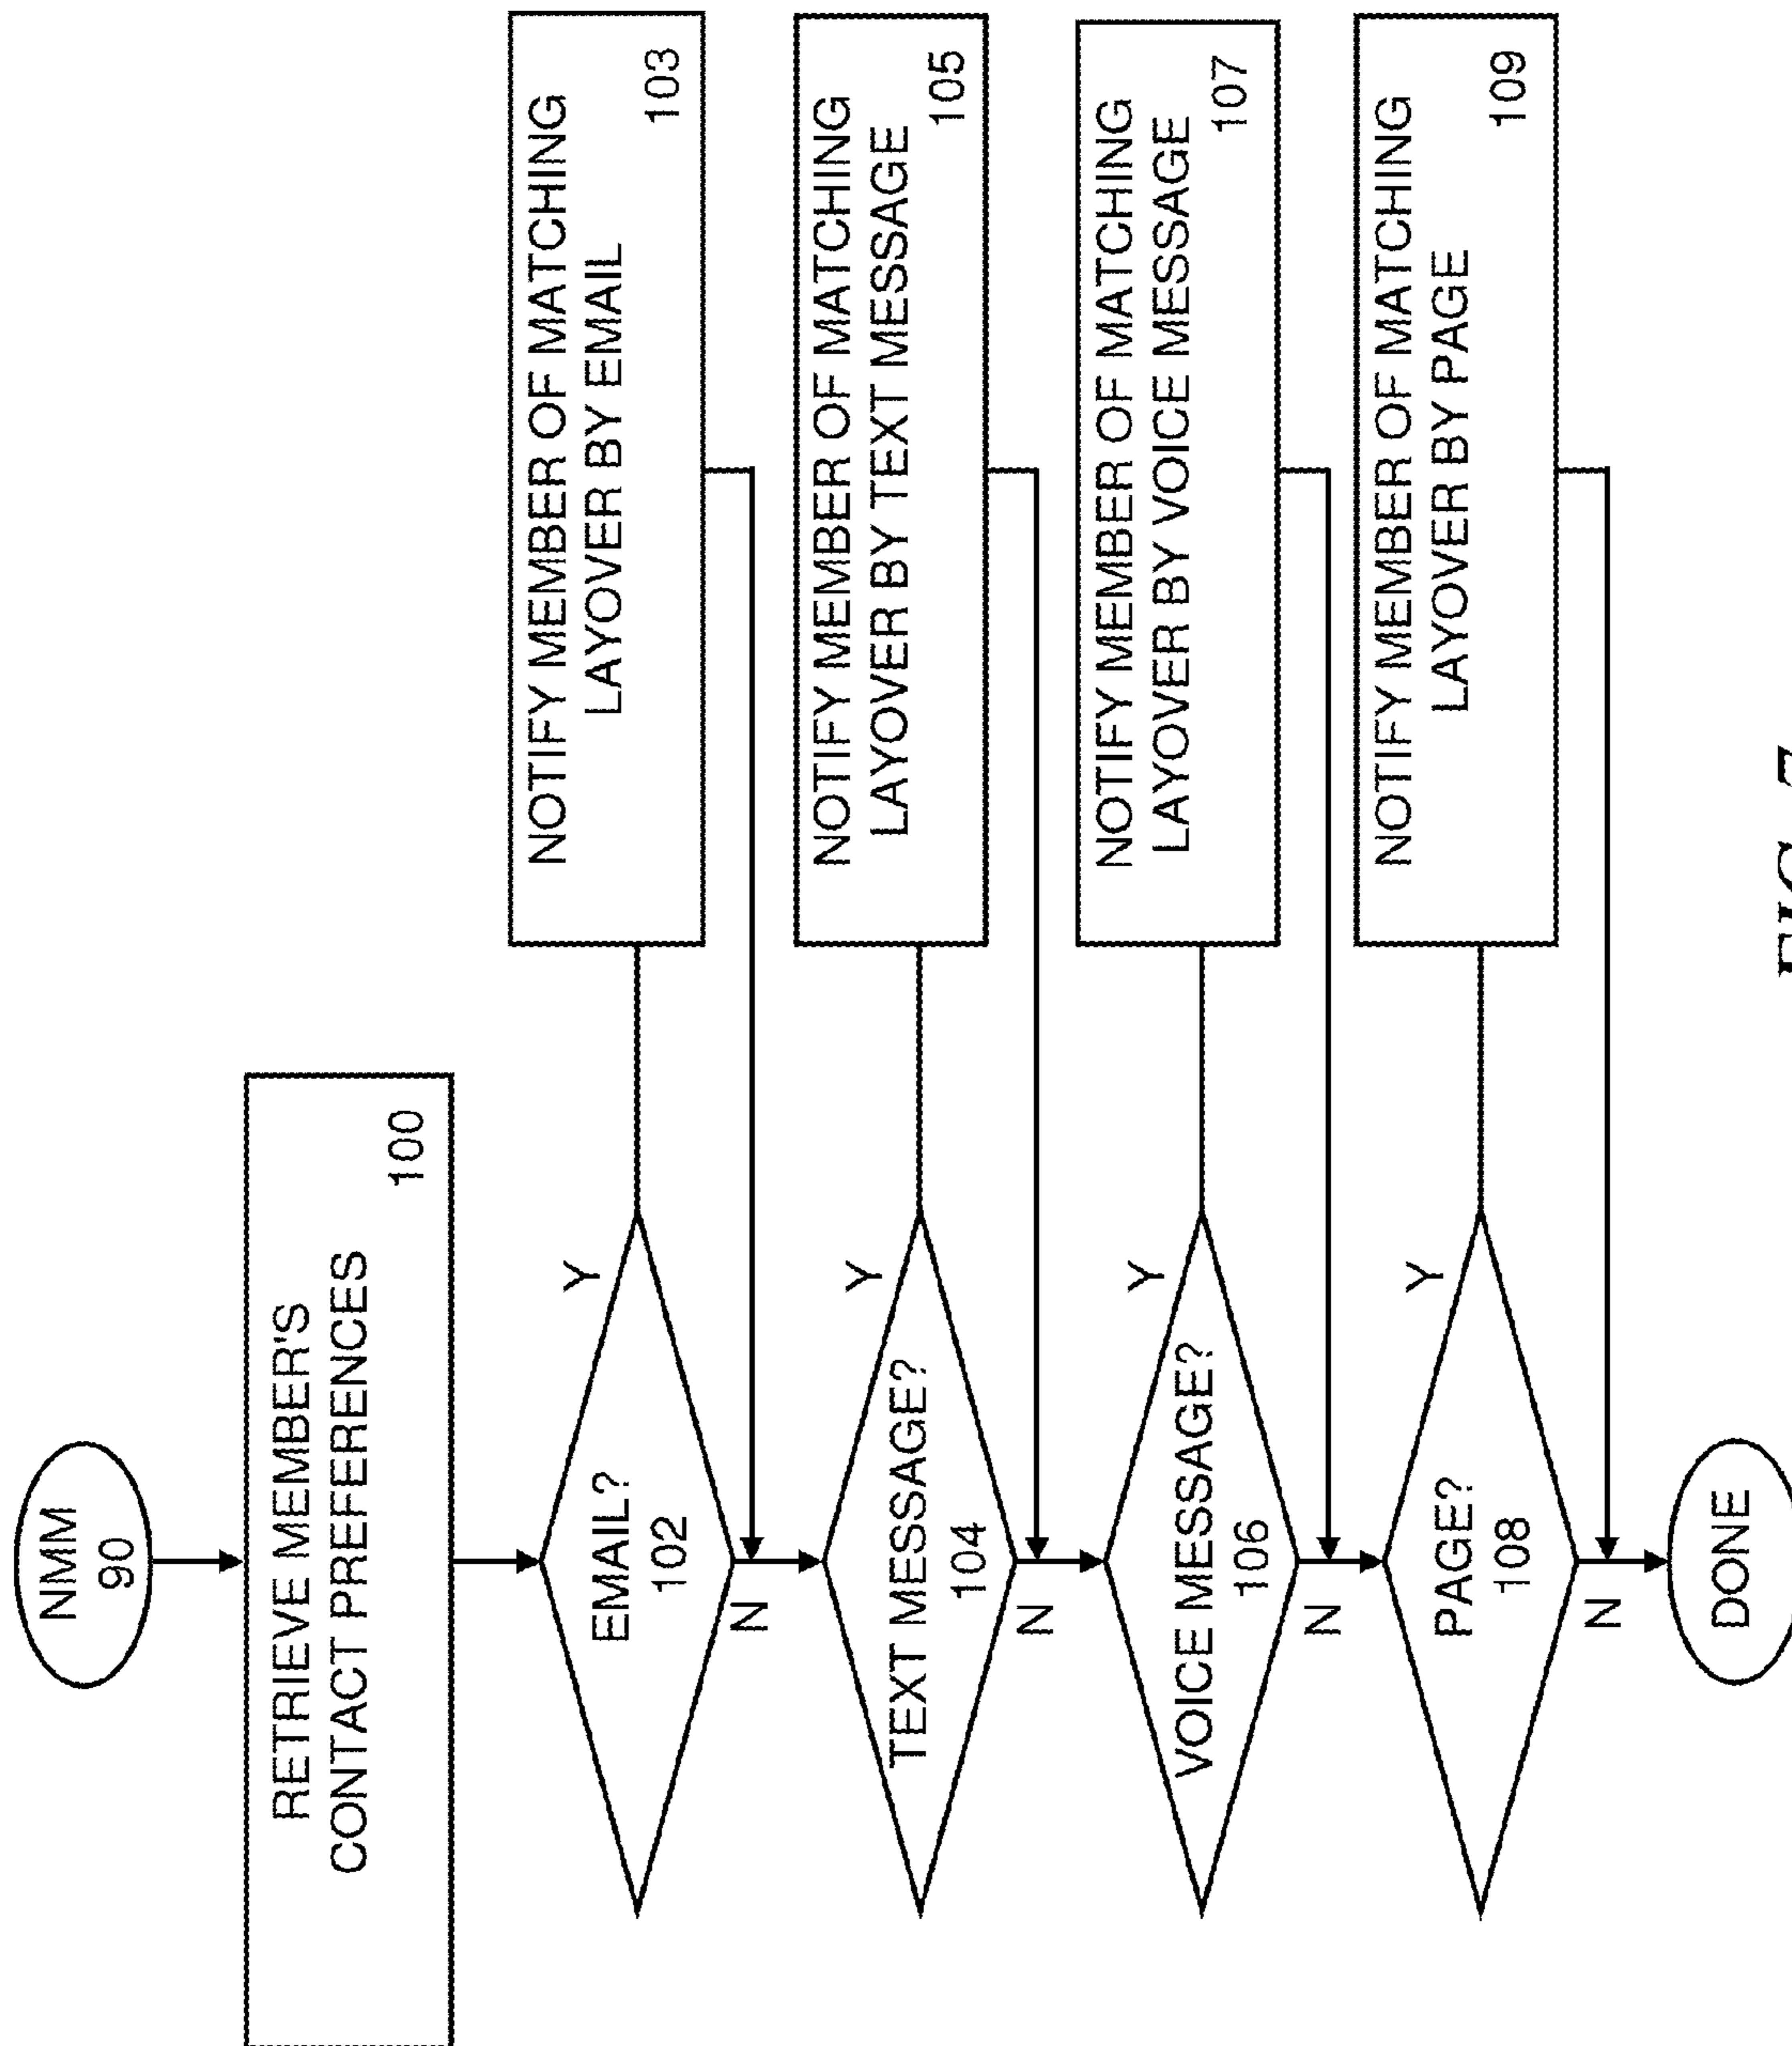 NMM
90
RETRIEVE MEMBER'S
CONTACT PREFERENCES
100
EMAIL?
102
Y
N
NOTIFY MEMBER OF MATCHING
LAYOVER BY EMAIL
103
TEXT MESSAGE?
104
Y
N
NOTIFY MEMBER OF MATCHING
LAYOVER BY TEXT MESSAGE
105
VOICE MESSAGE?
106
Y
N
NOTIFY MEMBER OF MATCHING
LAYOVER BY VOICE MESSAGE
107
PAGE?
108
Y
N
NOTIFY MEMBER OF MATCHING
LAYOVER BY PAGE
109
DONE